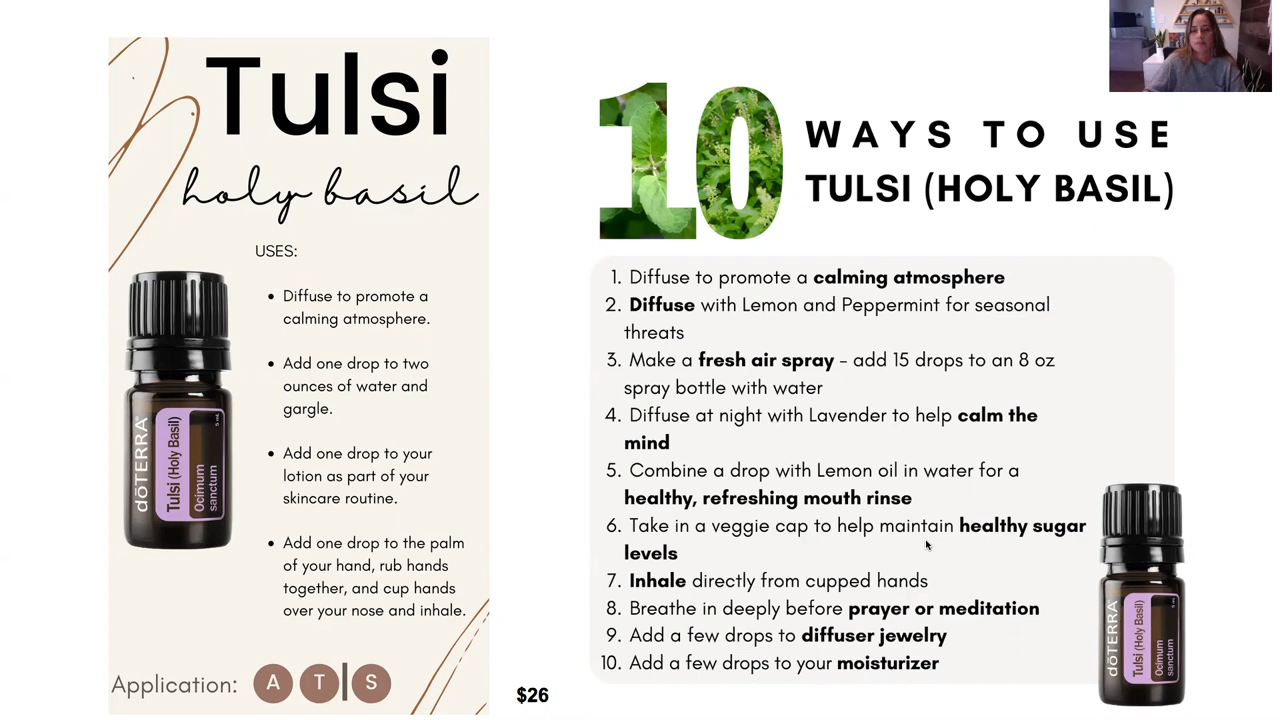 Tulsi
holy basil
USES:
• Diffuse to promote a
calming atmosphere.
• Add one drop to two
ounces of water and
gargle.
• Add one drop to your
lotion as part of your
skincare routine.
• Add one drop to the palm
of your hand, rub hands
together, and cup hands
over your nose and inhale.
dōTERRA
Tulsi (Holy Basil)
Ocimum
sanctum
5 mL
Application: A T | S
$26
10 WAYS TO USE
TULSI (HOLY BASIL)
1. Diffuse to promote a calming atmosphere
2. Diffuse with Lemon and Peppermint for seasonal
threats
3. Make a fresh air spray - add 15 drops to an 8 oz
spray bottle with water
4. Diffuse at night with Lavender to help calm the
mind
5. Combine a drop with Lemon oil in water for a
healthy, refreshing mouth rinse
6. Take in a veggie cap to help maintain healthy sugar
levels
7. Inhale directly from cupped hands
8. Breathe in deeply before prayer or meditation
9. Add a few drops to diffuser jewelry
10. Add a few drops to your moisturizer
dōTERRA
Tulsi (Holy Basil)
Ocimum
sanctum
5 mL